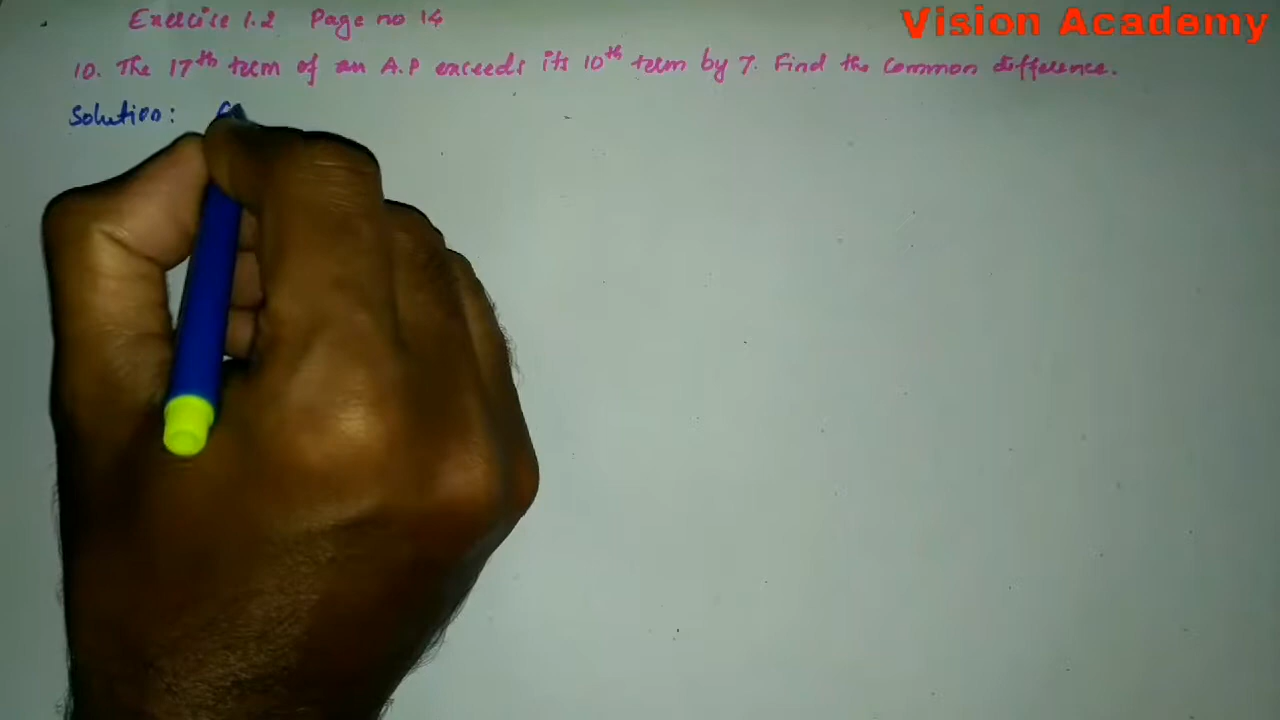 Exercise 1.2 Page no 14
Vision Academy
10. The 17th term of an A.P exceeds its 10th term by 7. Find the common difference.
Solution: